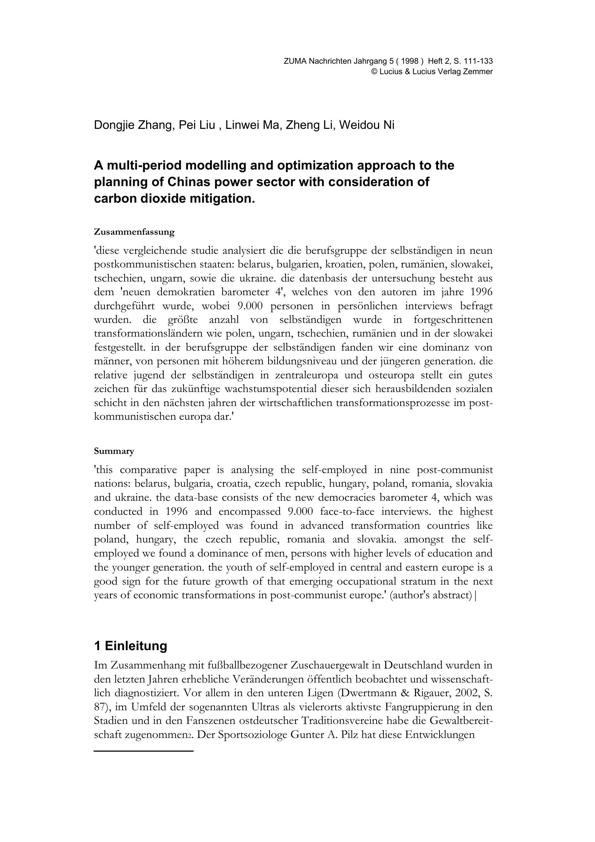 ZUMA Nachrichten Jahrgang 5 ( 1998 ) Heft 2, S. 111-133
© Lucius & Lucius Verlag Zemmer
Dongjie Zhang, Pei Liu , Linwei Ma, Zheng Li, Weidou Ni
A multi-period modelling and optimization approach to the
planning of Chinas power sector with consideration of
carbon dioxide mitigation.
Zusammenfassung
'diese vergleichende studie analysiert die die berufsgruppe der selbständigen in neun
postkommunistischen staaten: belarus, bulgarien, kroatien, polen, rumänien, slowakei,
tschechien, ungarn, sowie die ukraine. die datenbasis der untersuchung besteht aus
dem 'neuen demokratien barometer 4', welches von den autoren im jahre 1996
durchgeführt wurde, wobei 9.000 personen in persönlichen interviews befragt
wurden. die größte anzahl von selbständigen wurde in fortgeschrittenen
transformationsländern wie polen, ungarn, tschechien, rumänien und in der slowakei
festgestellt. in der berufsgruppe der selbständigen fanden wir eine dominanz von
männer, von personen mit höherem bildungsniveau und der jüngeren generation. die
relative jugend der selbständigen in zentraleuropa und osteuropa stellt ein gutes
zeichen für das zukünftige wachstumspotential dieser sich herausbildenden sozialen
schicht in den nächsten jahren der wirtschaftlichen transformationsprozesse im post-
kommunistischen europa dar.'
Summary
'this comparative paper is analysing the self-employed in nine post-communist
nations: belarus, bulgaria, croatia, czech republic, hungary, poland, romania, slovakia
and ukraine. the data-base consists of the new democracies barometer 4, which was
conducted in 1996 and encompassed 9.000 face-to-face interviews. the highest
number of self-employed was found in advanced transformation countries like
poland, hungary, the czech republic, romania and slovakia. amongst the self-
employed we found a dominance of men, persons with higher levels of education and
the younger generation. the youth of self-employed in central and eastern europe is a
good sign for the future growth of that emerging occupational stratum in the next
years of economic transformations in post-communist europe.' (author's abstract)|
1 Einleitung
Im Zusammenhang mit fußballbezogener Zuschauergewalt in Deutschland wurden in
den letzten Jahren erhebliche Veränderungen öffentlich beobachtet und wissenschaft-
lich diagnostiziert. Vor allem in den unteren Ligen (Dwertmann & Rigauer, 2002, S.
87), im Umfeld der sogenannten Ultras als vielerorts aktivste Fangruppierung in den
Stadien und in den Fanszenen ostdeutscher Traditionsvereine habe die Gewaltbereit-
schaft zugenommen2. Der Sportsoziologe Gunter A. Pilz hat diese Entwicklungen